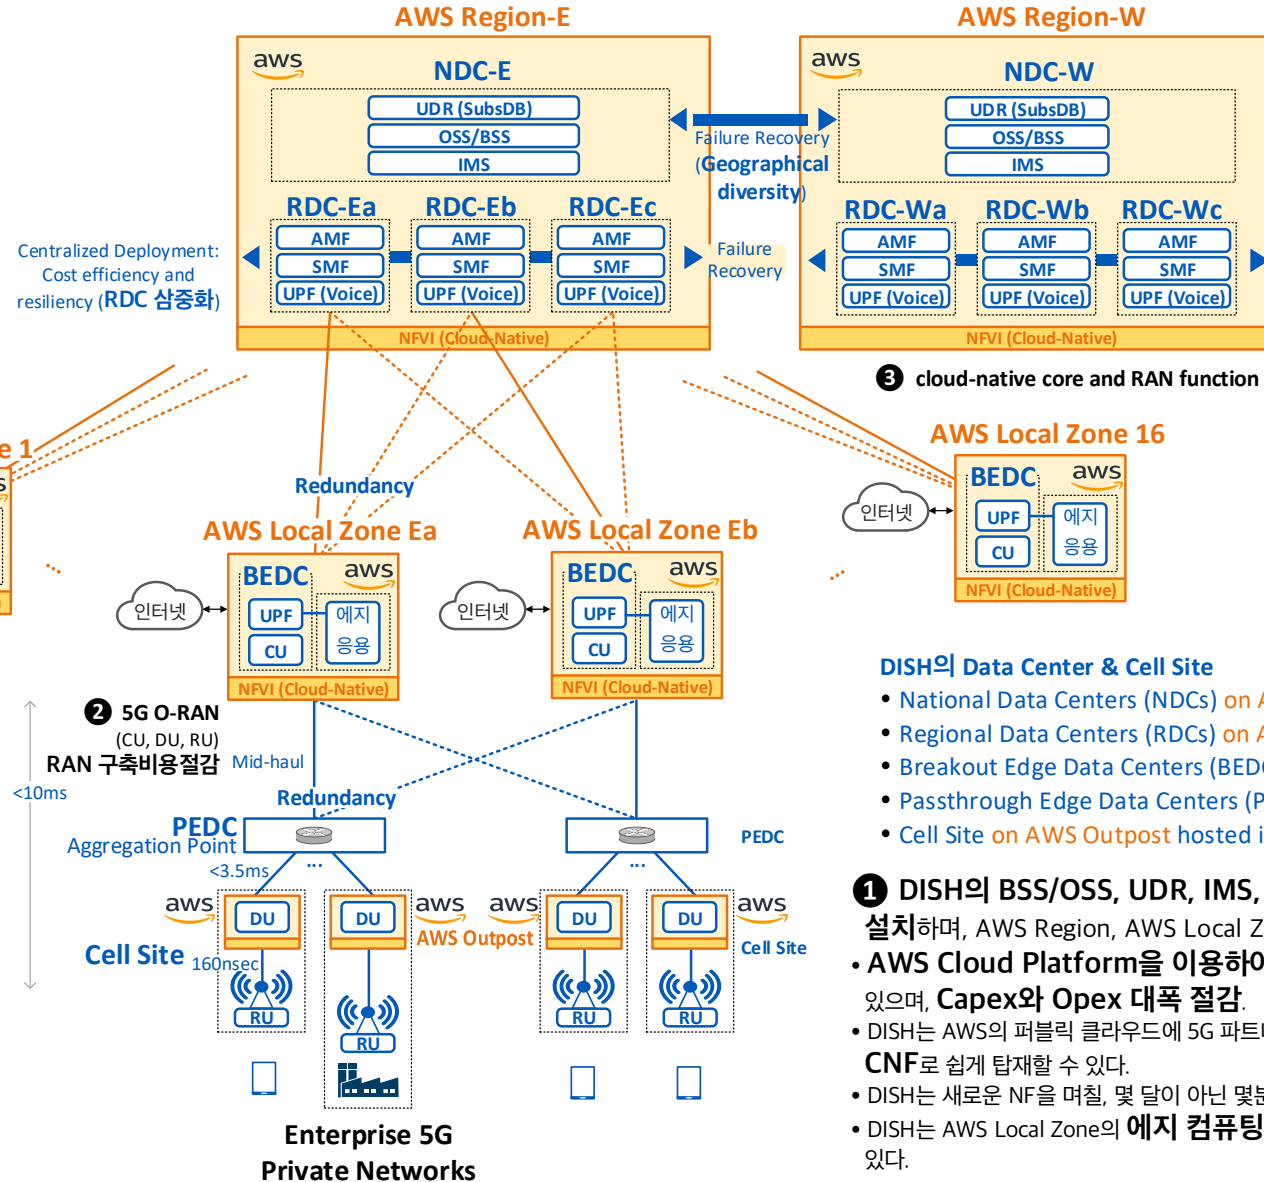 AWS Region-E
AWS Region-W
aws
NDC-E
UDR (SubsDB)
OSS/BSS
IMS
aws
NDC-W
UDR (SubsDB)
OSS/BSS
IMS
Failure Recovery
(Geographical
diversity)
RDC-Ea
RDC-Eb
RDC-Ec
AMF
SMF
UPF (Voice)
AMF
SMF
UPF (Voice)
AMF
SMF
UPF (Voice)
Failure
Recovery
RDC-Wa
RDC-Wb
RDC-Wc
AMF
SMF
UPF (Voice)
AMF
SMF
UPF (Voice)
AMF
SMF
UPF (Voice)
Centralized Deployment:
Cost efficiency and
resiliency (RDC 삼중화)
NFVI (Cloud-Native)
NFVI (Cloud-Native)
❸ cloud-native core and RAN function
e 1
s
...
Redundancy
AWS Local Zone Ea
BEDC
aws
인터넷
UPF
CU
에지
응용
NFVI (Cloud-Native)
AWS Local Zone Eb
BEDC
aws
인터넷
UPF
CU
에지
응용
NFVI (Cloud-Native)
...
AWS Local Zone 16
BEDC
aws
인터넷
UPF
CU
에지
응용
NFVI (Cloud-Native)
❷ 5G O-RAN
(CU, DU, RU)
RAN 구축비용절감
Mid-haul
<10ms
Redundancy
PEDC
Aggregation Point
...
<3.5ms
PEDC
...
aws
DU
DU
aws
AWS Outpost
aws
DU
DU
aws
Cell Site
160nsec
Cell Site
RU
RU
RU
RU
Enterprise 5G
Private Networks
DISH의 Data Center & Cell Site
• National Data Centers (NDCs) on A
• Regional Data Centers (RDCs) on A
• Breakout Edge Data Centers (BEDC
• Passthrough Edge Data Centers (P
• Cell Site on AWS Outpost hosted i
❶ DISH의 BSS/OSS, UDR, IMS,
설치하며, AWS Region, AWS Local Z
• AWS Cloud Platform을 이용하여
있으며, Capex와 Opex 대폭 절감.
• DISH는 AWS의 퍼블릭 클라우드에 5G 파트너
CNF로 쉽게 탑재할 수 있다.
• DISH는 새로운 NF을 며칠, 몇 달이 아닌 몇분
• DISH는 AWS Local Zone의 에지 컴퓨팅
있다.